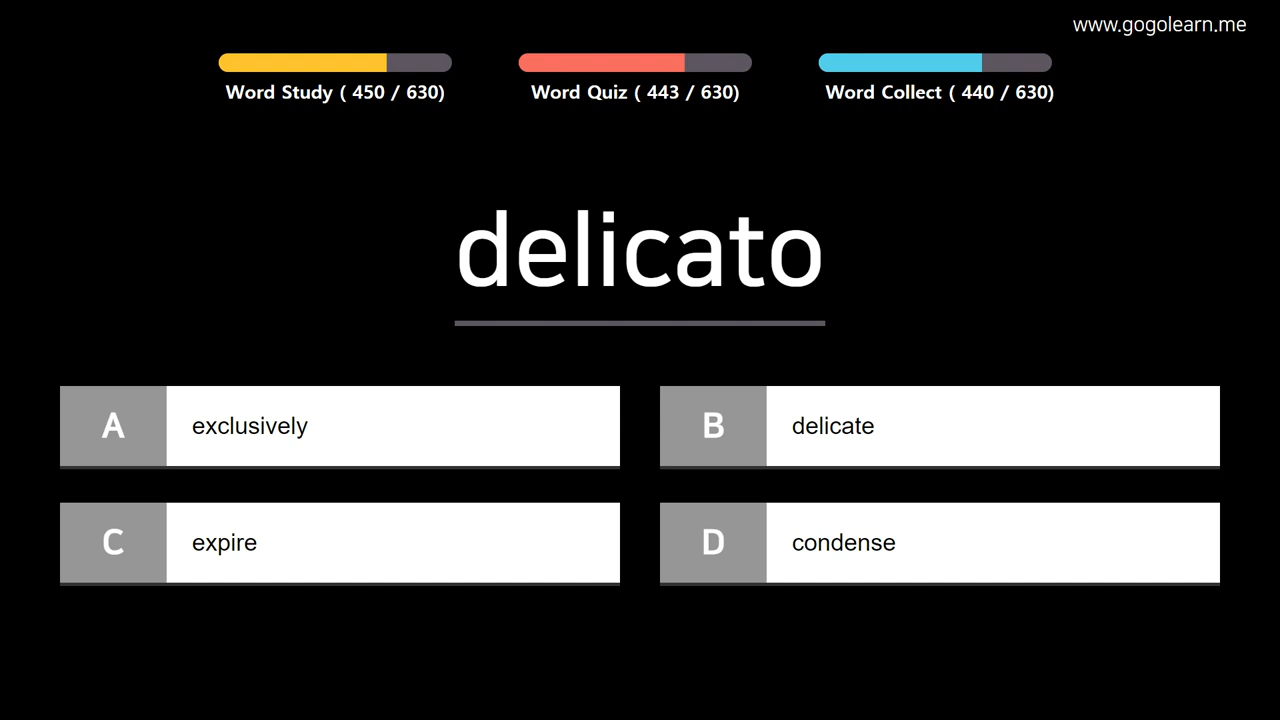 www.gogolearn.me
Word Study ( 450 / 630)
Word Quiz ( 443 / 630)
Word Collect ( 440 / 630)
delicato
A exclusively
B delicate
C expire
D condense